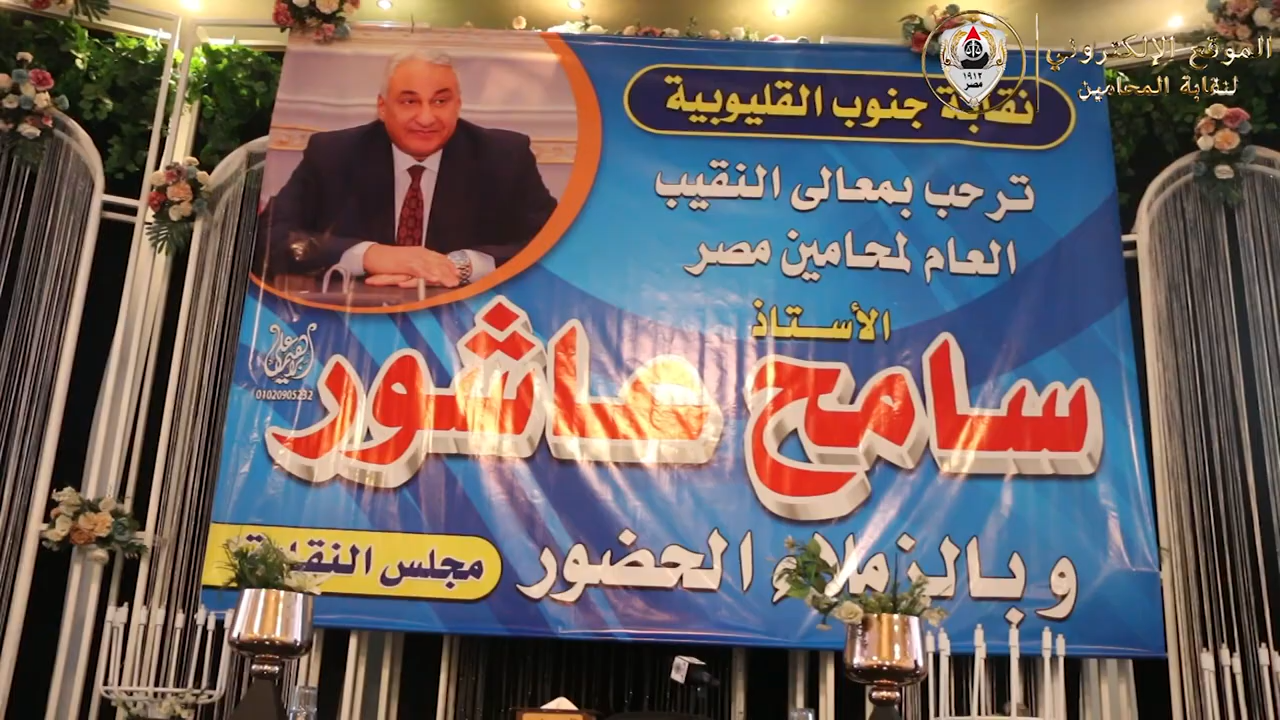 الموقع الإلكتروني
لنقابة المحامين
١٩١٢
مصر
نقابة جنوب القليوبية
ترحب بمعالى النقيب
العام لمحامين مصر
الأستاذ
سامح عاشور
01020905232
وبالزملاء الحضور
مجلس النقابة